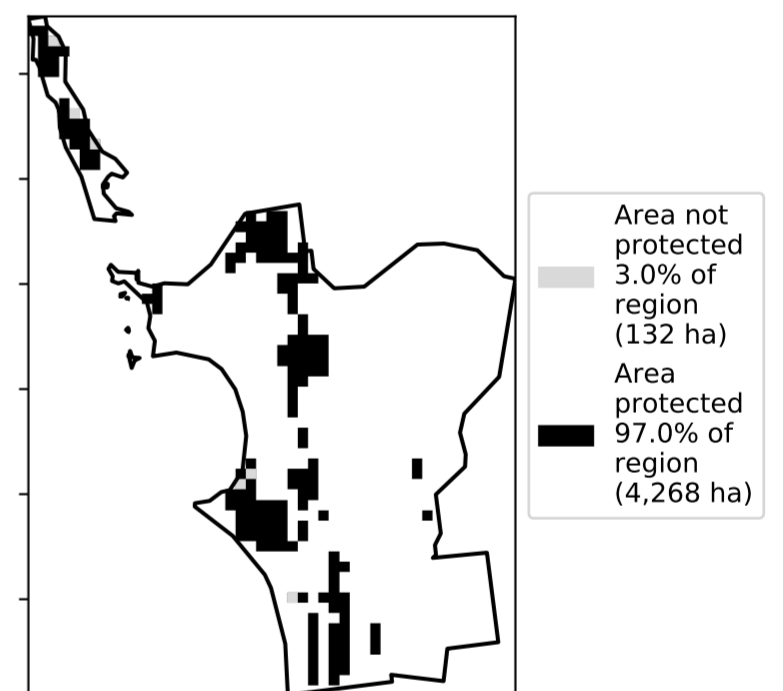 Area not
protected
3.0% of
region
(132 ha)
Area
protected
97.0% of
region
(4,268 ha)